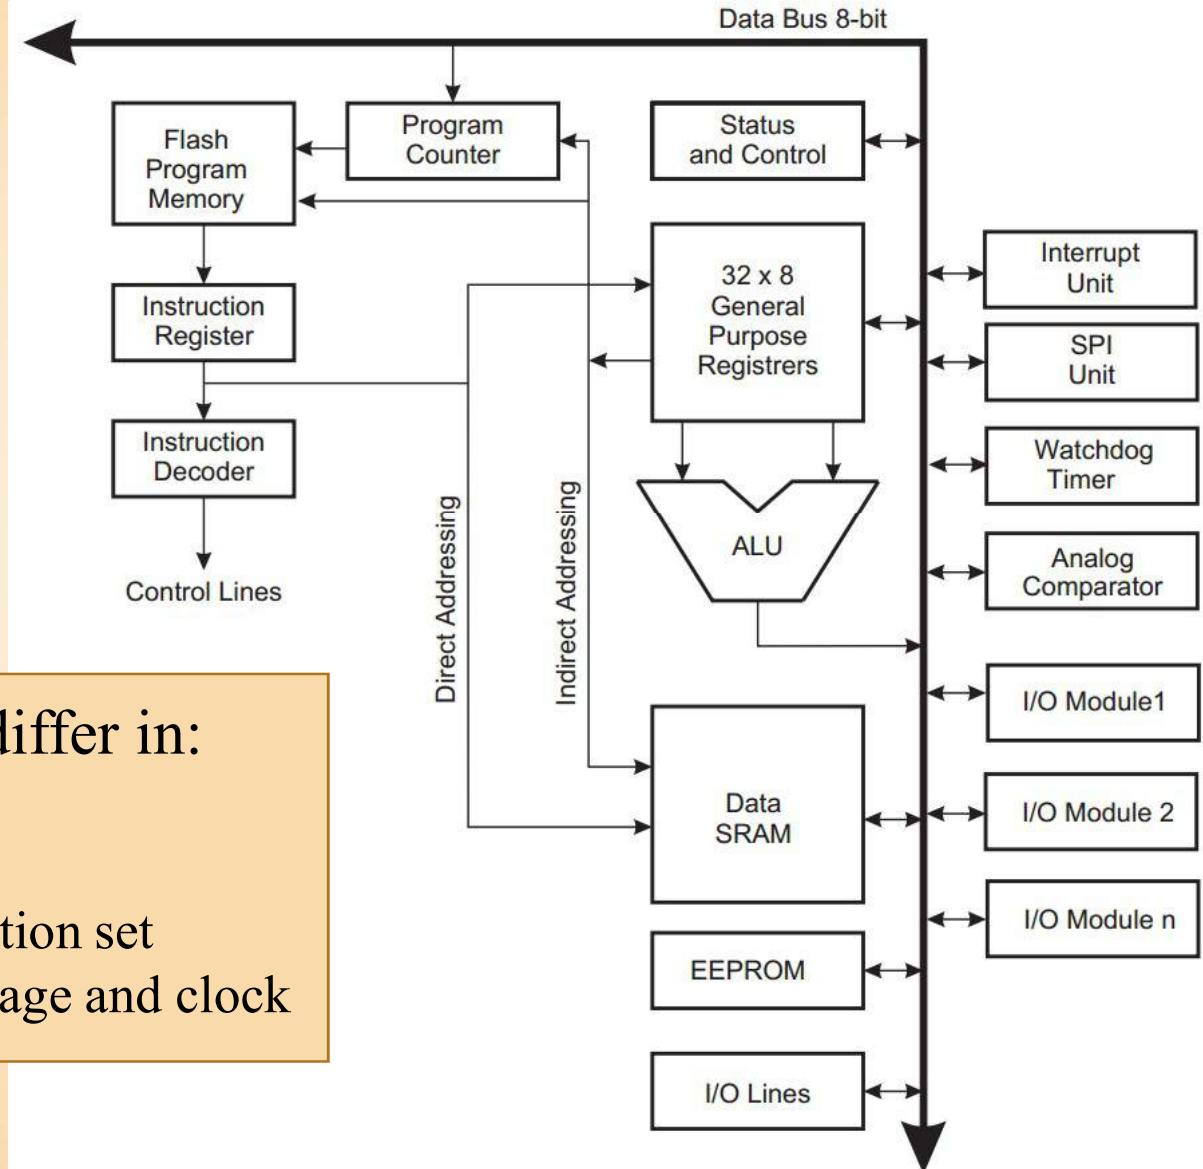 Data Bus 8-bit
Flash
Program
Memory
Program
Counter
Status
and Control
Instruction
Register
32 x 8
General
Purpose
Registrers
Interrupt
Unit
SPI
Unit
Instruction
Decoder
Watchdog
Timer
Control Lines
Direct Addressing
Indirect Addressing
ALU
Analog
Comparator
differ in:
tion set
age and clock
Data
SRAM
I/O Module1
I/O Module 2
I/O Module n
EEPROM
I/O Lines